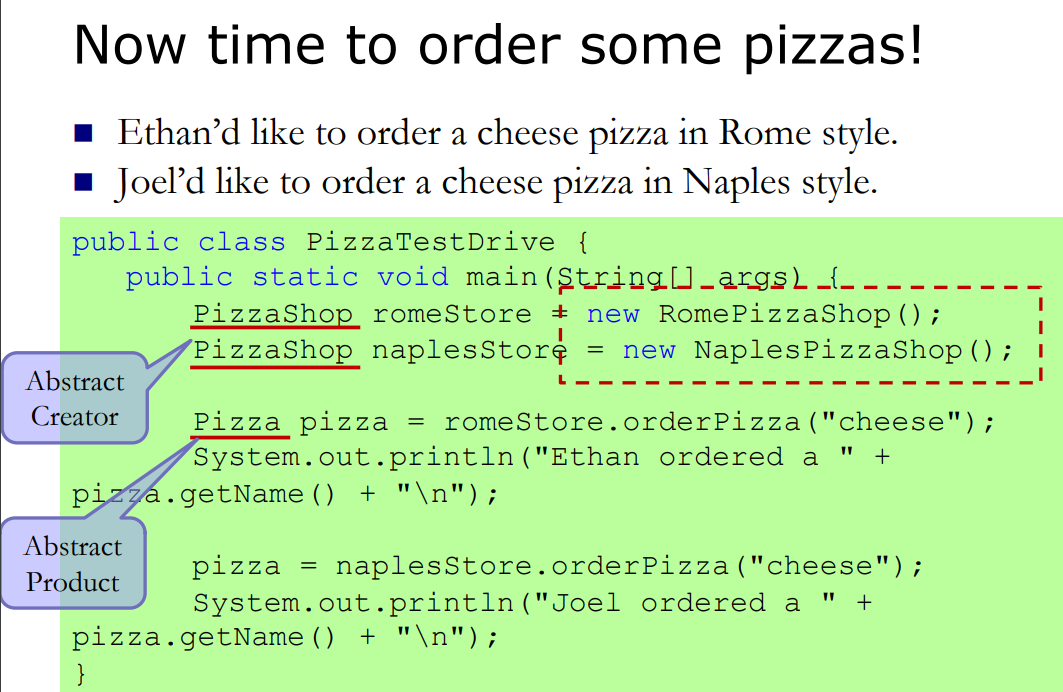 Now time to order some pizzas!
Ethan’d like to order a cheese pizza in Rome style.
Joel’d like to order a cheese pizza in Naples style.
public class PizzaTestDrive {
public static void main(String[] args) {
PizzaShop romeStore = new RomePizzaShop();
PizzaShop naplesStore = new NaplesPizzaShop();
Abstract
Creator
Pizza pizza = romeStore.orderPizza("cheese");
System.out.println("Ethan ordered a " +
pizza.getName() + "\n");
Abstract
Product
pizza = naplesStore.orderPizza("cheese");
System.out.println("Joel ordered a " +
pizza.getName() + "\n");
}